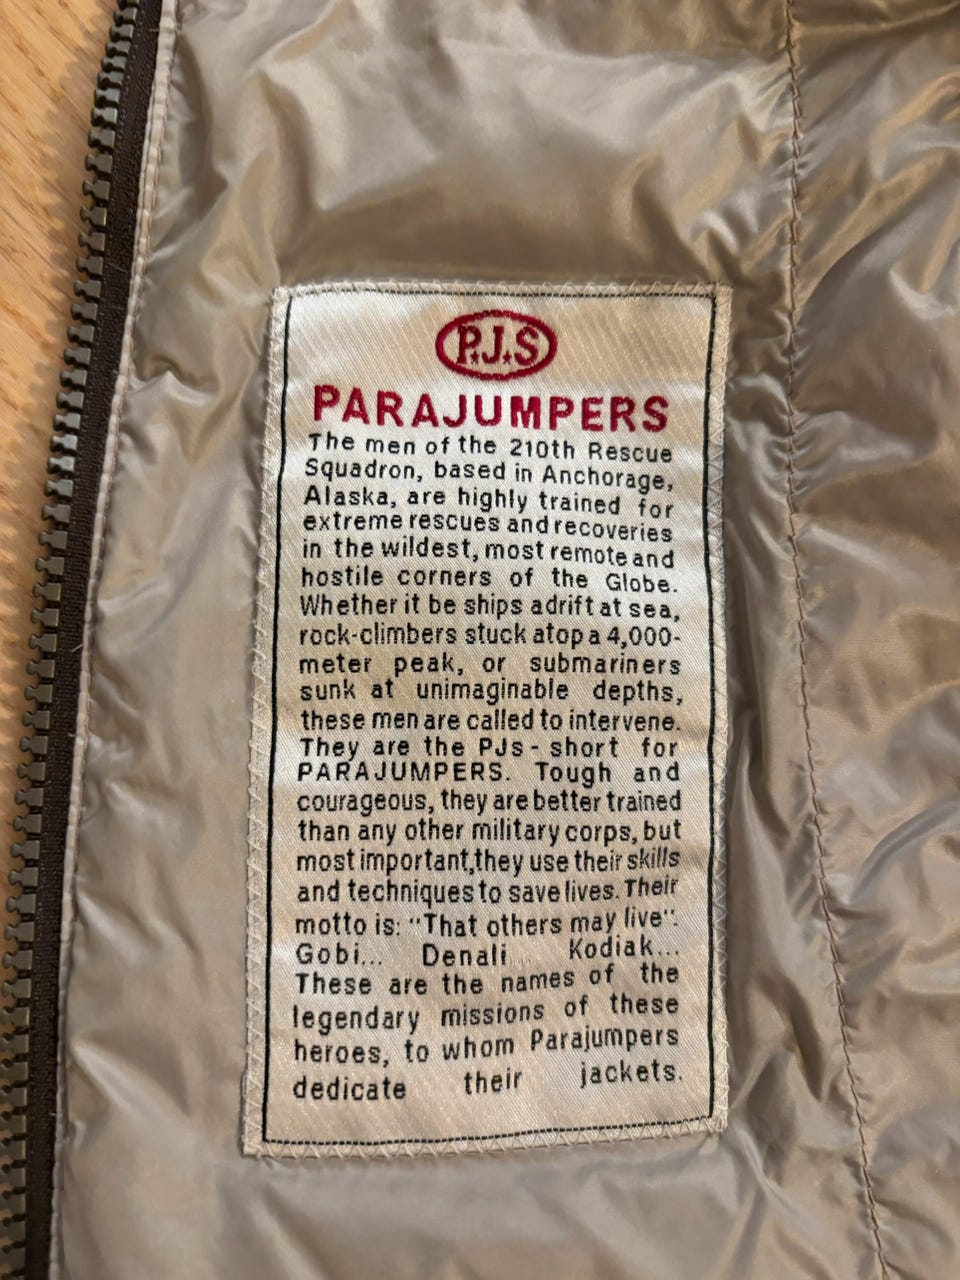 P.J.S
PARAJUMPERS
The men of the 210th Rescue
Squadron, based in Anchorage,
Alaska, are highly trained for
extreme rescues and recoveries
in the wildest, most remote and
hostile corners of the Globe.
Whether it be ships adrift at sea,
rock-climbers stuck atop a 4,000-
meter peak, or submariners
sunk at unimaginable depths,
these men are called to intervene.
They are the PJs - short for
PARAJUMPERS. Tough and
courageous, they are better trained
than any other military corps, but
most important,they use their skills
and techniques to save lives. Their
motto is: "That others may live".
Gobi... Denali... Kodiak...
These are the names of the
legendary missions of these
heroes, to whom Parajumpers
dedicate their jackets.